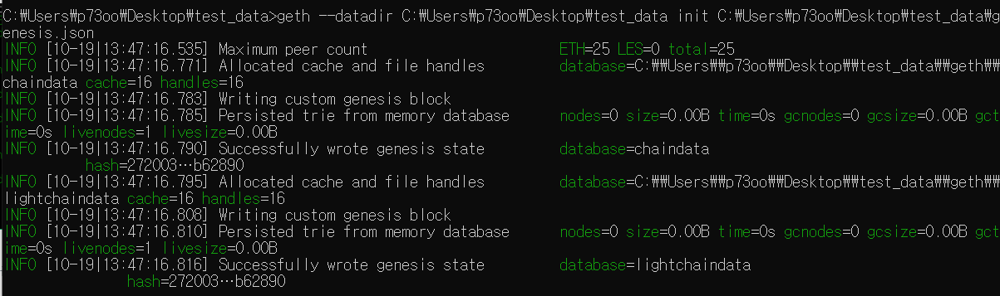 C:₩Users₩p73oo₩Desktop₩test_data>geth --datadir C:₩Users₩p73oo₩Desktop₩test_data init C:₩Users₩p73oo₩Desktop₩test_data₩g
enesis.json
INFO [10-19|13:47:16.535] Maximum peer count ETH=25 LES=0 total=25
INFO [10-19|13:47:16.771] Allocated cache and file handles database=C:₩₩Users₩₩p73oo₩₩Desktop₩₩test_data₩₩geth₩₩
chaindata cache=16 handles=16
INFO [10-19|13:47:16.783] Writing custom genesis block
INFO [10-19|13:47:16.785] Persisted trie from memory database nodes=0 size=0.00B time=0s gcnodes=0 gcsize=0.00B gct
ime=0s livenodes=1 livesize=0.00B
INFO [10-19|13:47:16.790] Successfully wrote genesis state database=chaindata
hash=272003…b62890
INFO [10-19|13:47:16.795] Allocated cache and file handles database=C:₩₩Users₩₩p73oo₩₩Desktop₩₩test_data₩₩geth₩₩
lightchaindata cache=16 handles=16
INFO [10-19|13:47:16.808] Writing custom genesis block
INFO [10-19|13:47:16.810] Persisted trie from memory database nodes=0 size=0.00B time=0s gcnodes=0 gcsize=0.00B gct
ime=0s livenodes=1 livesize=0.00B
INFO [10-19|13:47:16.816] Successfully wrote genesis state database=lightchaindata
hash=272003…b62890